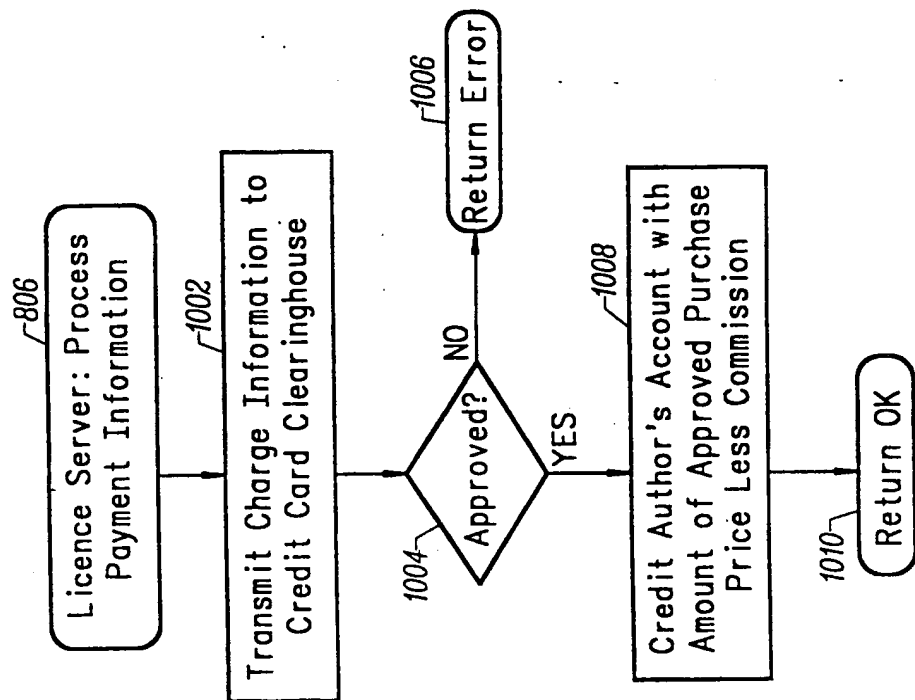 806
Licence Server: Process
Payment Information
1002
Transmit Charge Information to
Credit Card Clearinghouse
1004
Approved?
NO
1006
Return Error
YES
1008
Credit Author's Account with
Amount of Approved Purchase
Price Less Commission
1010
Return OK